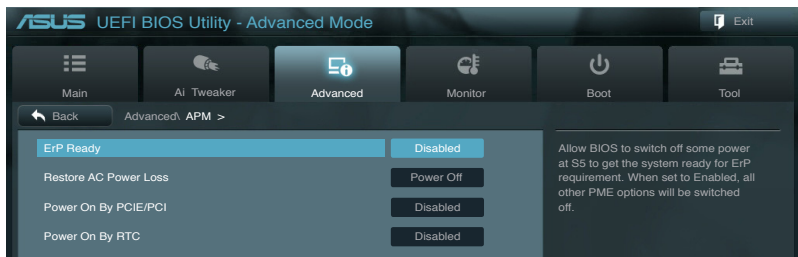 ASUS UEFI BIOS Utility - Advanced Mode
Exit
Main
Ai Tweaker
Advanced
Monitor
Boot
Tool
Back
Advanced\ APM >
ErP Ready
Disabled
Restore AC Power Loss
Power Off
Power On By PCIE/PCI
Disabled
Power On By RTC
Disabled
Allow BIOS to switch off some power
at S5 to get the system ready for ErP
requirement. When set to Enabled, all
other PME options will be switched
off.